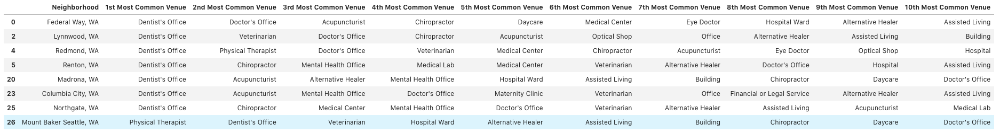 Neighborhood 1st Most Common Venue 2nd Most Common Venue 3rd Most Common Venue 4th Most Common Venue 5th Most Common Venue 6th Most Common Venue 7th Most Common Venue 8th Most Common Venue 9th Most Common Venue 10th Most Common Venue
0 Federal Way, WA Dentist's Office Doctor's Office Acupuncturist Chiropractor Daycare Medical Center Eye Doctor Hospital Ward Alternative Healer Assisted Living
2 Lynnwood, WA Dentist's Office Veterinarian Doctor's Office Chiropractor Acupuncturist Optical Shop Office Alternative Healer Assisted Living Building
4 Redmond, WA Dentist's Office Physical Therapist Doctor's Office Veterinarian Medical Center Chiropractor Acupuncturist Eye Doctor Optical Shop Hospital
5 Renton, WA Dentist's Office Chiropractor Mental Health Office Medical Lab Medical Center Veterinarian Alternative Healer Doctor's Office Hospital Assisted Living
20 Madrona, WA Dentist's Office Acupuncturist Alternative Healer Mental Health Office Hospital Ward Assisted Living Building Chiropractor Daycare Doctor's Office
23 Columbia City, WA Dentist's Office Acupuncturist Mental Health Office Doctor's Office Maternity Clinic Veterinarian Office Financial or Legal Service Alternative Healer Assisted Living
25 Northgate, WA Dentist's Office Chiropractor Medical Center Mental Health Office Doctor's Office Veterinarian Alternative Healer Assisted Living Acupuncturist Medical Lab
26 Mount Baker Seattle, WA Physical Therapist Dentist's Office Veterinarian Hospital Ward Alternative Healer Assisted Living Building Chiropractor Daycare Doctor's Office